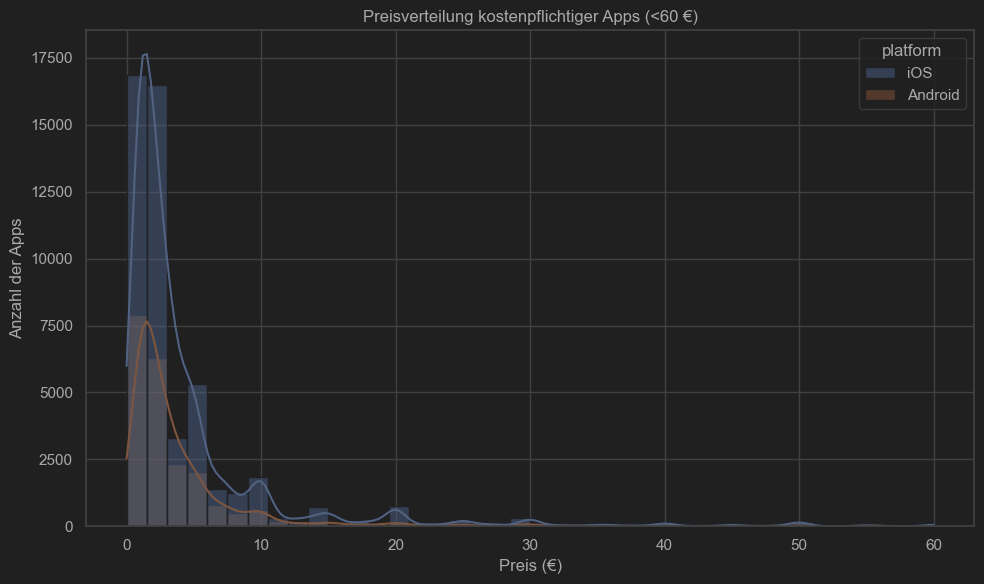 Preisverteilung kostenpflichtiger Apps (<60 €)
platform
iOS
Android
Anzahl der Apps
17500
15000
12500
10000
7500
5000
2500
0
0 10 20 30 40 50 60
Preis (€)